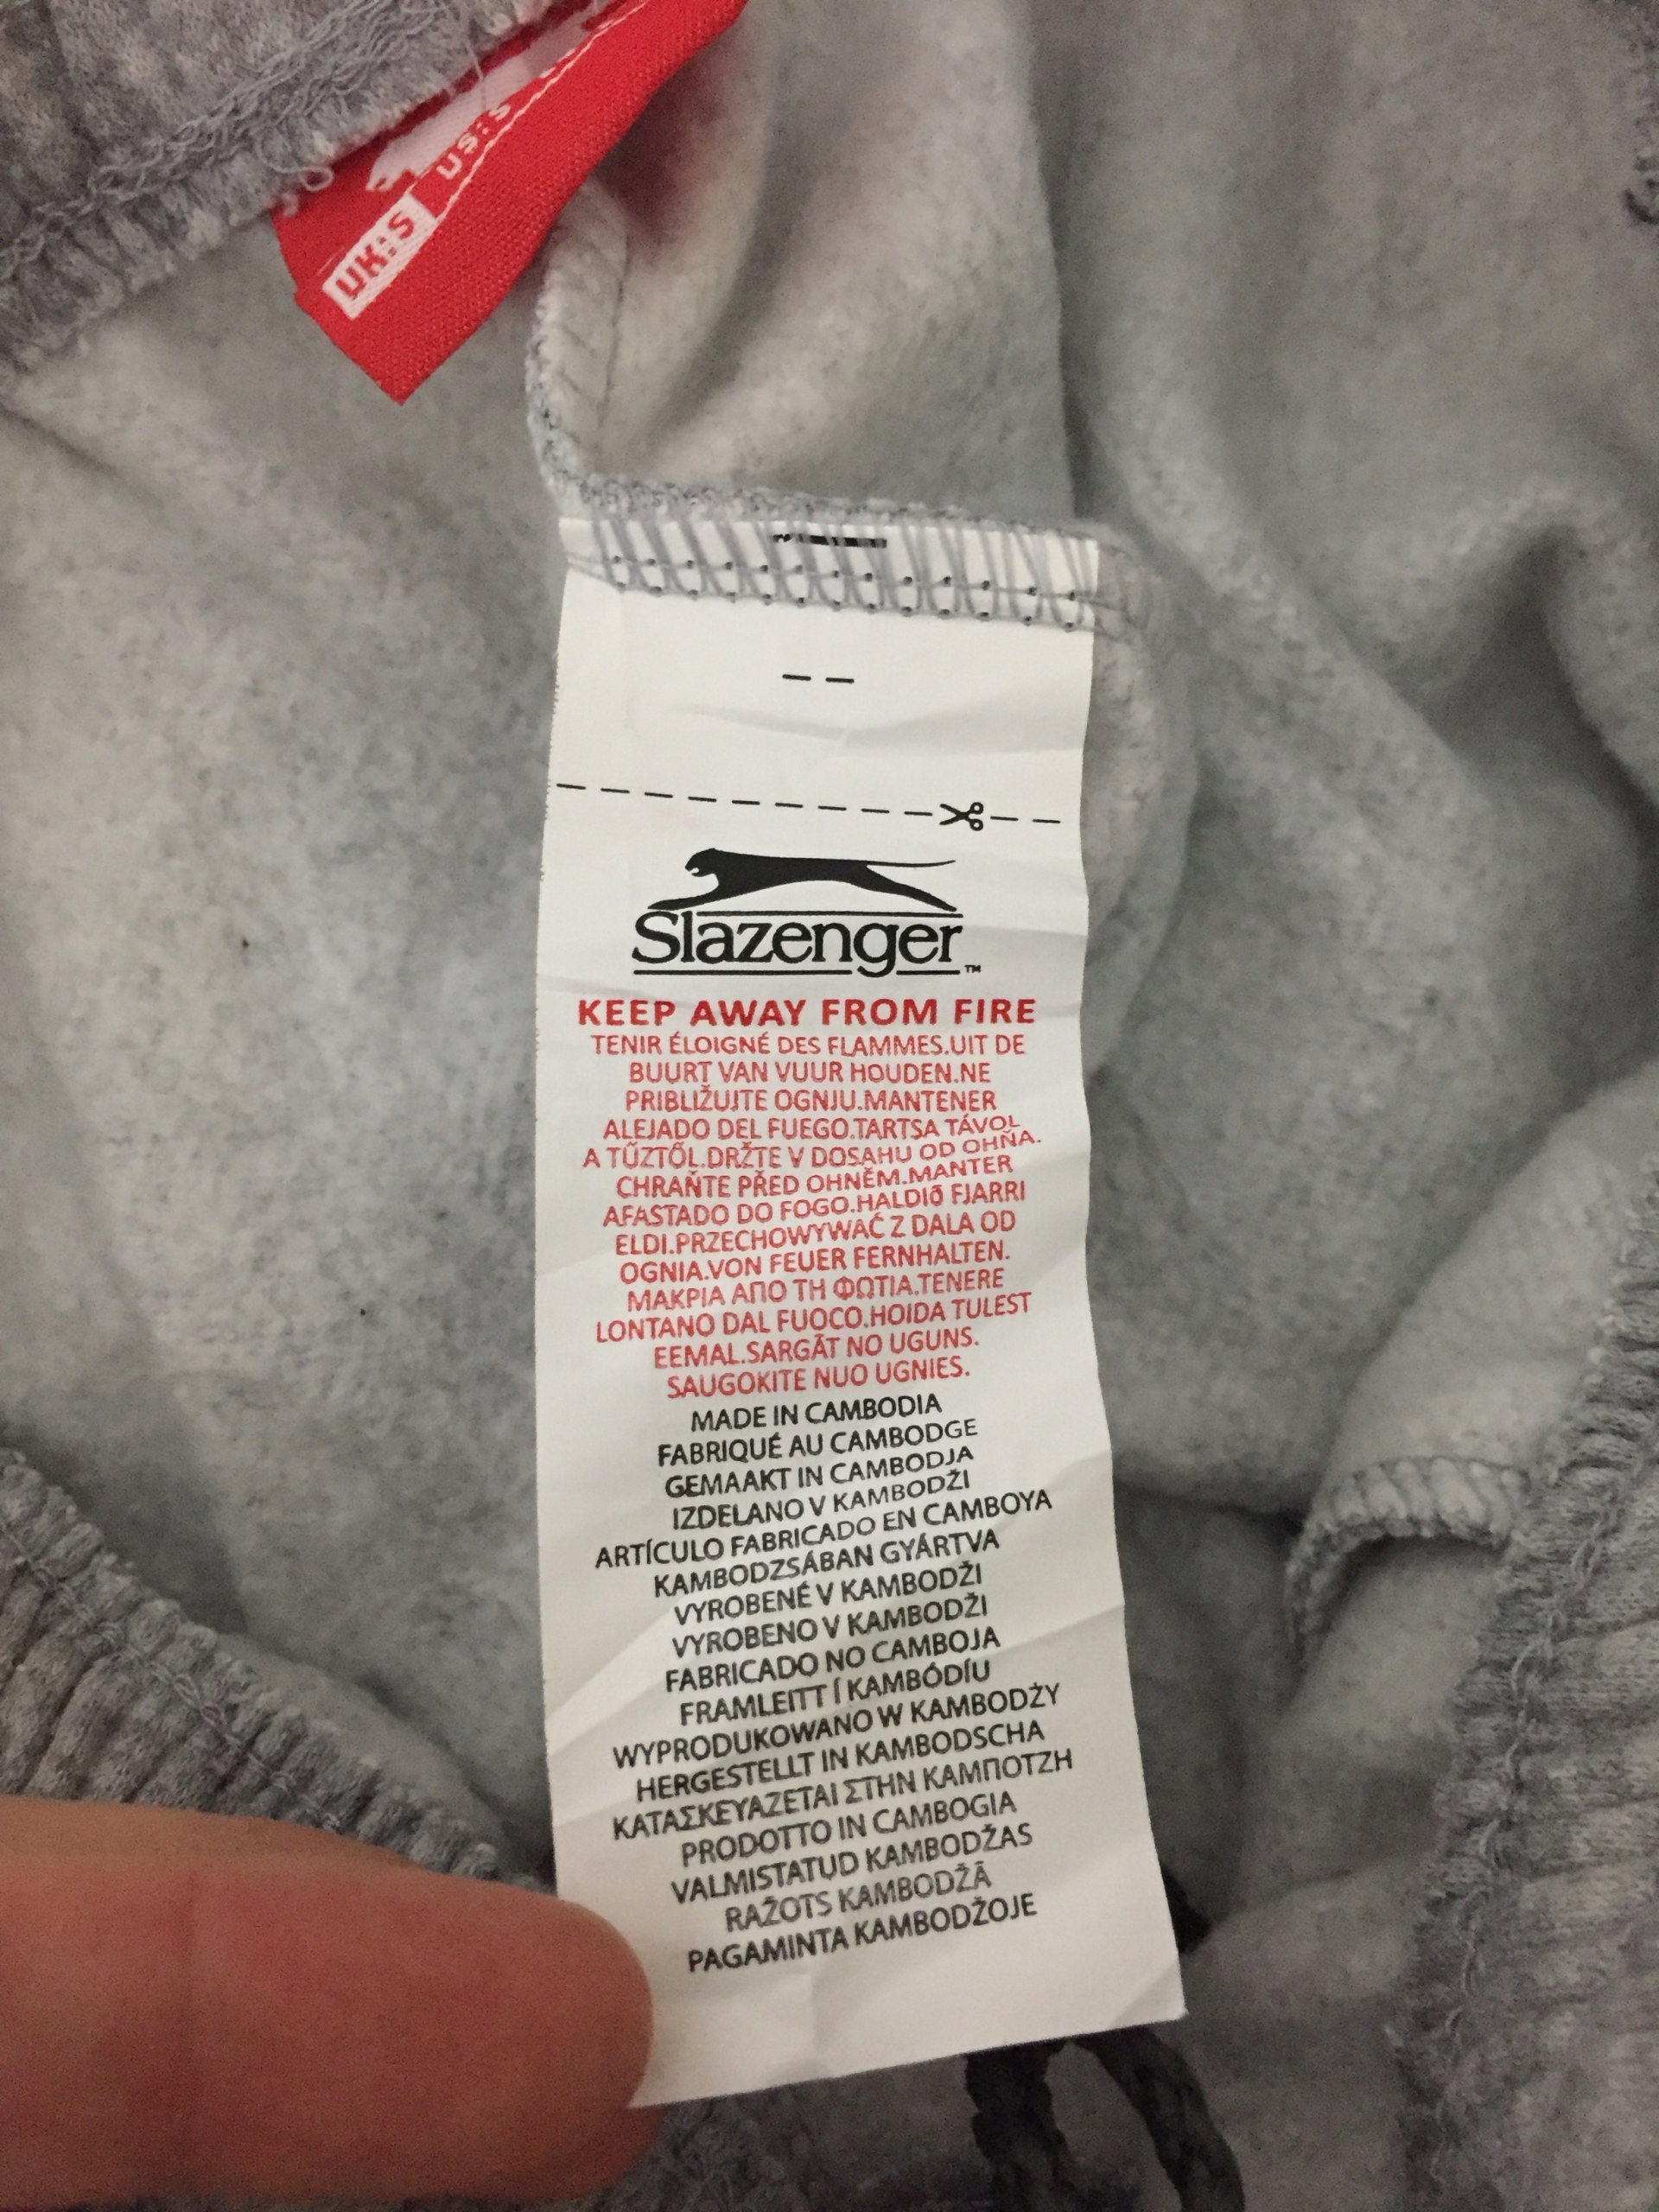 UK:S
US:S
Slazenger™
KEEP AWAY FROM FIRE
TENIR ÉLOIGNÉ DES FLAMMES.UIT DE
BUURT VAN VUUR HOUDEN.NE
PRIBLIŽUJTE OGNJU.MANTENER
ALEJADO DEL FUEGO.TARTSA TÁVOL
A TŰZTŐL.DRŽTE V DOSAHU OD OHŇA.
CHRAŇTE PŘED OHNĚM.MANTER
AFASTADO DO FOGO.HALDIð FJARRI
ELDI.PRZECHOWYWAĆ Z DALA OD
OGNIA.VON FEUER FERNHALTEN.
ΜΑΚΡΙΑ ΑΠΟ ΤΗ ΦΩΤΙΑ.TENERE
LONTANO DAL FUOCO.HOIDA TULEST
EEMAL.SARGĀT NO UGUNS.
SAUGOKITE NUO UGNIES.
MADE IN CAMBODIA
FABRIQUÉ AU CAMBODGE
GEMAAKT IN CAMBODJA
IZDELANO V KAMBODŽI
ARTÍCULO FABRICADO EN CAMBOYA
KAMBODZSÁBAN GYÁRTVA
VYROBENÉ V KAMBODŽI
VYROBENO V KAMBODŽI
FABRICADO NO CAMBOJA
FRAMLEITT Í KAMBÓDÍU
WYPRODUKOWANO W KAMBODŻY
HERGESTELLT IN KAMBODSCHA
ΚΑΤΑΣΚΕΥΑΖΕΤΑΙ ΣΤΗΝ ΚΑΜΠΟΤΖΗ
PRODOTTO IN CAMBOGIA
VALMISTATUD KAMBODŽAS
RAŽOTS KAMBODŽĀ
PAGAMINTA KAMBODŽOJE